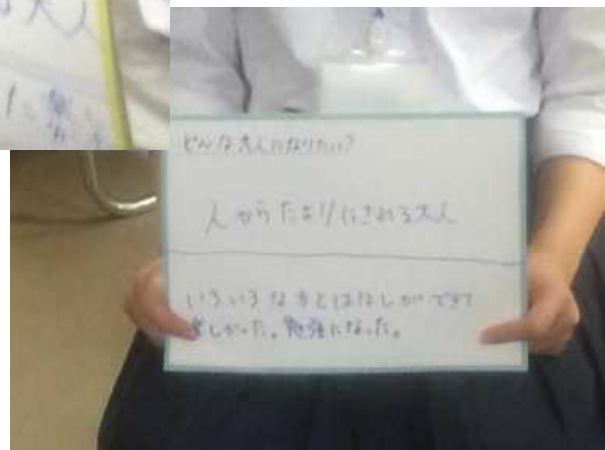 どんな大人になりたい?
人からたよりにされる大人
いろいろな方とはなしができて
楽しかった。勉強になった。
大人